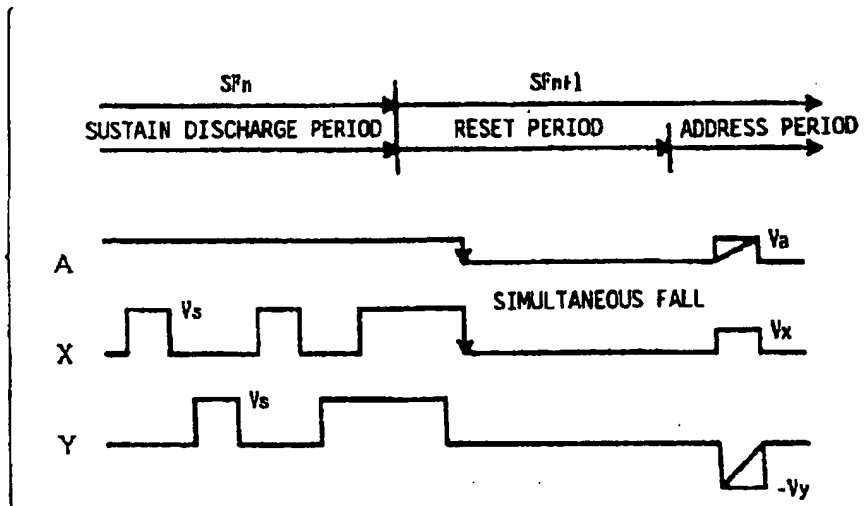 SFn SFn+1
SUSTAIN DISCHARGE PERIOD RESET PERIOD ADDRESS PERIOD
A Va
SIMULTANEOUS FALL
X Vs Vx
Y Vs
-Vy